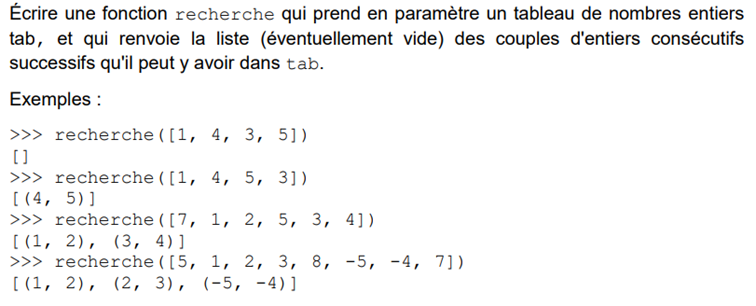 Écrire une fonction recherche qui prend en paramètre un tableau de nombres entiers
tab, et qui renvoie la liste (éventuellement vide) des couples d'entiers consécutifs
successifs qu'il peut y avoir dans tab.
Exemples :
>>> recherche([1, 4, 3, 5])
[]
>>> recherche([1, 4, 5, 3])
[(4, 5)]
>>> recherche([7, 1, 2, 5, 3, 4])
[(1, 2), (3, 4)]
>>> recherche([5, 1, 2, 3, 8, -5, -4, 7])
[(1, 2), (2, 3), (-5, -4)]